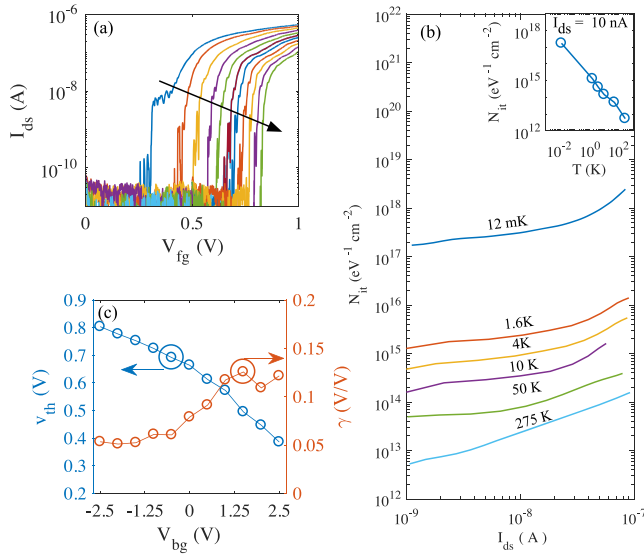 (a)
10^-6
10^-8
10^-10
I_ds (A)
0
0.5
1
V_fg (V)
(b)
10^22
10^21
10^20
10^19
10^18
10^17
10^16
10^15
10^14
10^13
10^12
N_it (eV^-1 cm^-2)
12 mK
1.6K
4K
10 K
50 K
275 K
10^-9
10^-8
10^-7
I_ds (A)
I_ds = 10 nA
10^18
10^15
10^12
N_it (eV^-1 cm^-2)
10^-2
10^0
10^2
T (K)
(c)
0.9
0.8
0.7
0.6
0.5
0.4
0.3
0.2
v_th (V)
0.2
0.15
0.1
0.05
0
γ (V/V)
-2.5
-1.25
0
1.25
2.5
V_bg (V)